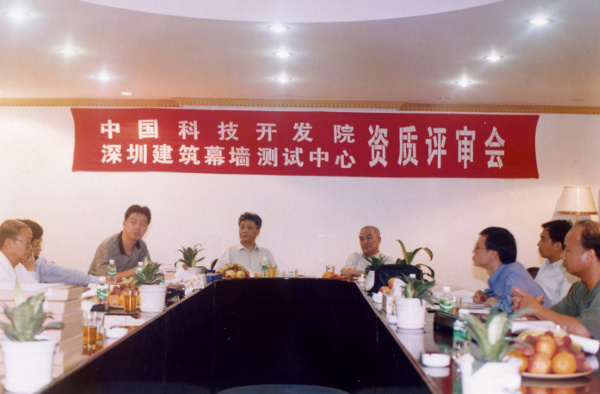 中国科技开发院
深圳建筑幕墙测试中心
资质评审会